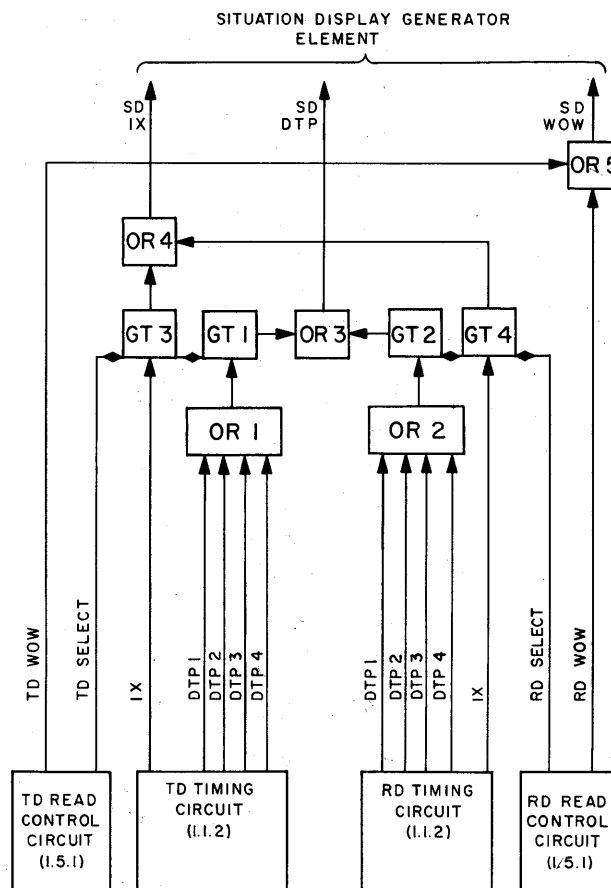 SITUATION DISPLAY GENERATOR
ELEMENT
SD
IX
SD
DTP
SD
WOW
OR 5
OR 4
GT 3
GT 1
OR 3
GT 2
GT 4
OR 1
OR 2
TD WOW
TD SELECT
IX
DTP 1
DTP 2
DTP 3
DTP 4
DTP1
DTP 2
DTP 3
DTP 4
IX
RD SELECT
RD WOW
TD READ
CONTROL
CIRCUIT
(1.5.1)
TD TIMING
CIRCUIT
(1.1.2)
RD TIMING
CIRCUIT
(1.1.2)
RD READ
CONTROL
CIRCUIT
(1/5.1)